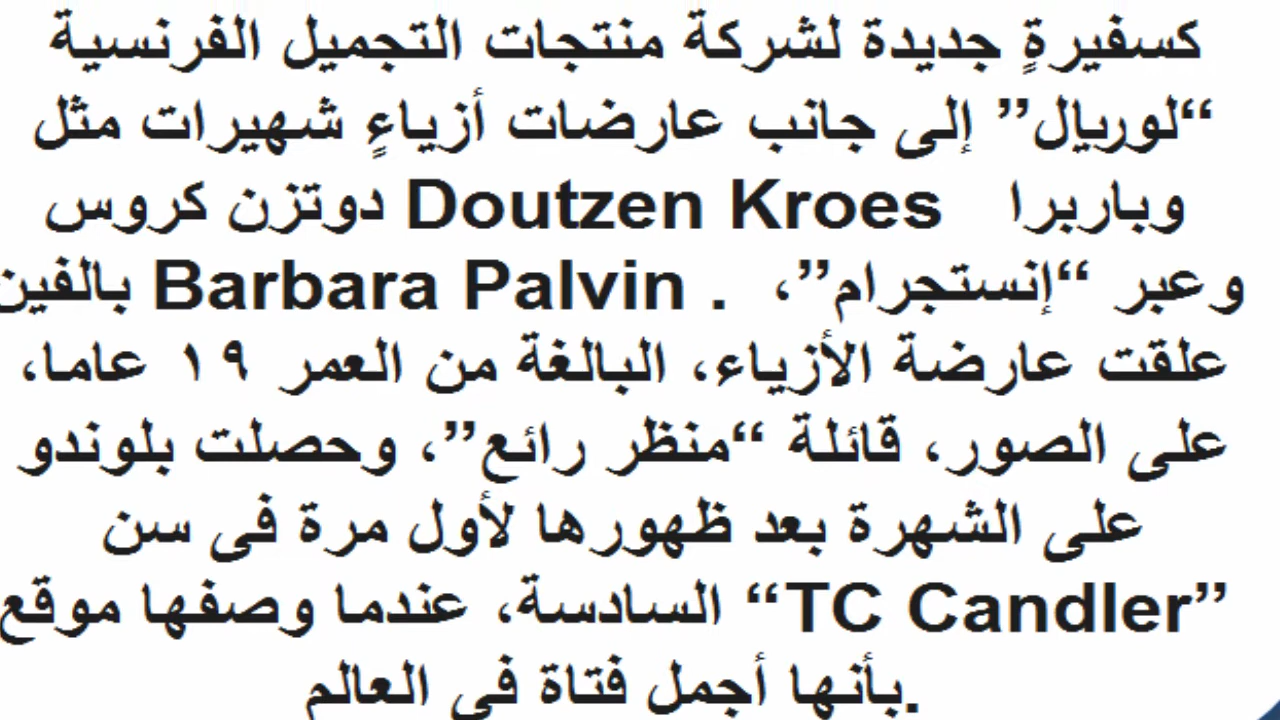 كسفيرةٍ جديدة لشركة منتجات التجميل الفرنسية
“لوريال” إلى جانب عارضات أزياءٍ شهيرات مثل
وباربرا Doutzen Kroes دوتزن كروس
وعبر “إنستجرام”، . Barbara Palvin بالفين
علقت عارضة الأزياء، البالغة من العمر ١٩ عاما،
على الصور، قائلة “منظر رائع”، وحصلت بلوندو
على الشهرة بعد ظهورها لأول مرة فى سن
“TC Candler” السادسة، عندما وصفها موقع
بأنها أجمل فتاة فى العالم.